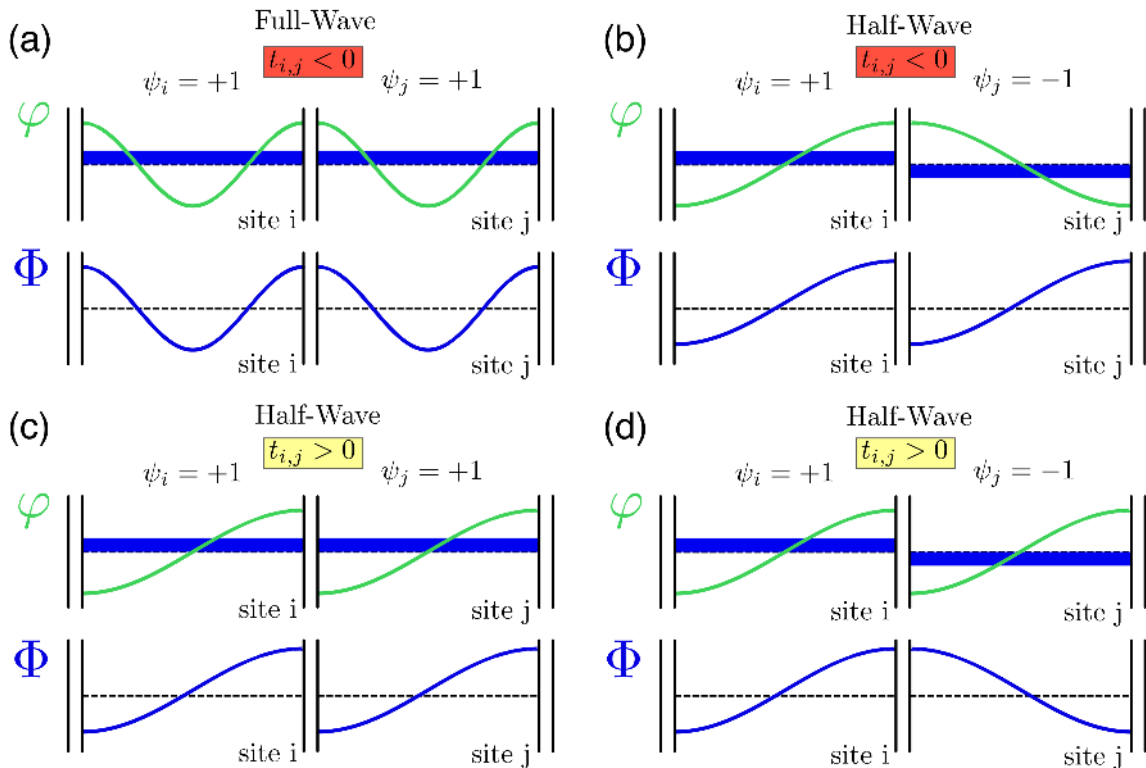 (a)
Full-Wave
t_{i,j} < 0
ψ_i = +1
ψ_j = +1
φ
site i
site j
Φ
site i
site j
(b)
Half-Wave
t_{i,j} < 0
ψ_i = +1
ψ_j = −1
φ
site i
site j
Φ
site i
site j
(c)
Half-Wave
t_{i,j} > 0
ψ_i = +1
ψ_j = +1
φ
site i
site j
Φ
site i
site j
(d)
Half-Wave
t_{i,j} > 0
ψ_i = +1
ψ_j = −1
φ
site i
site j
Φ
site i
site j